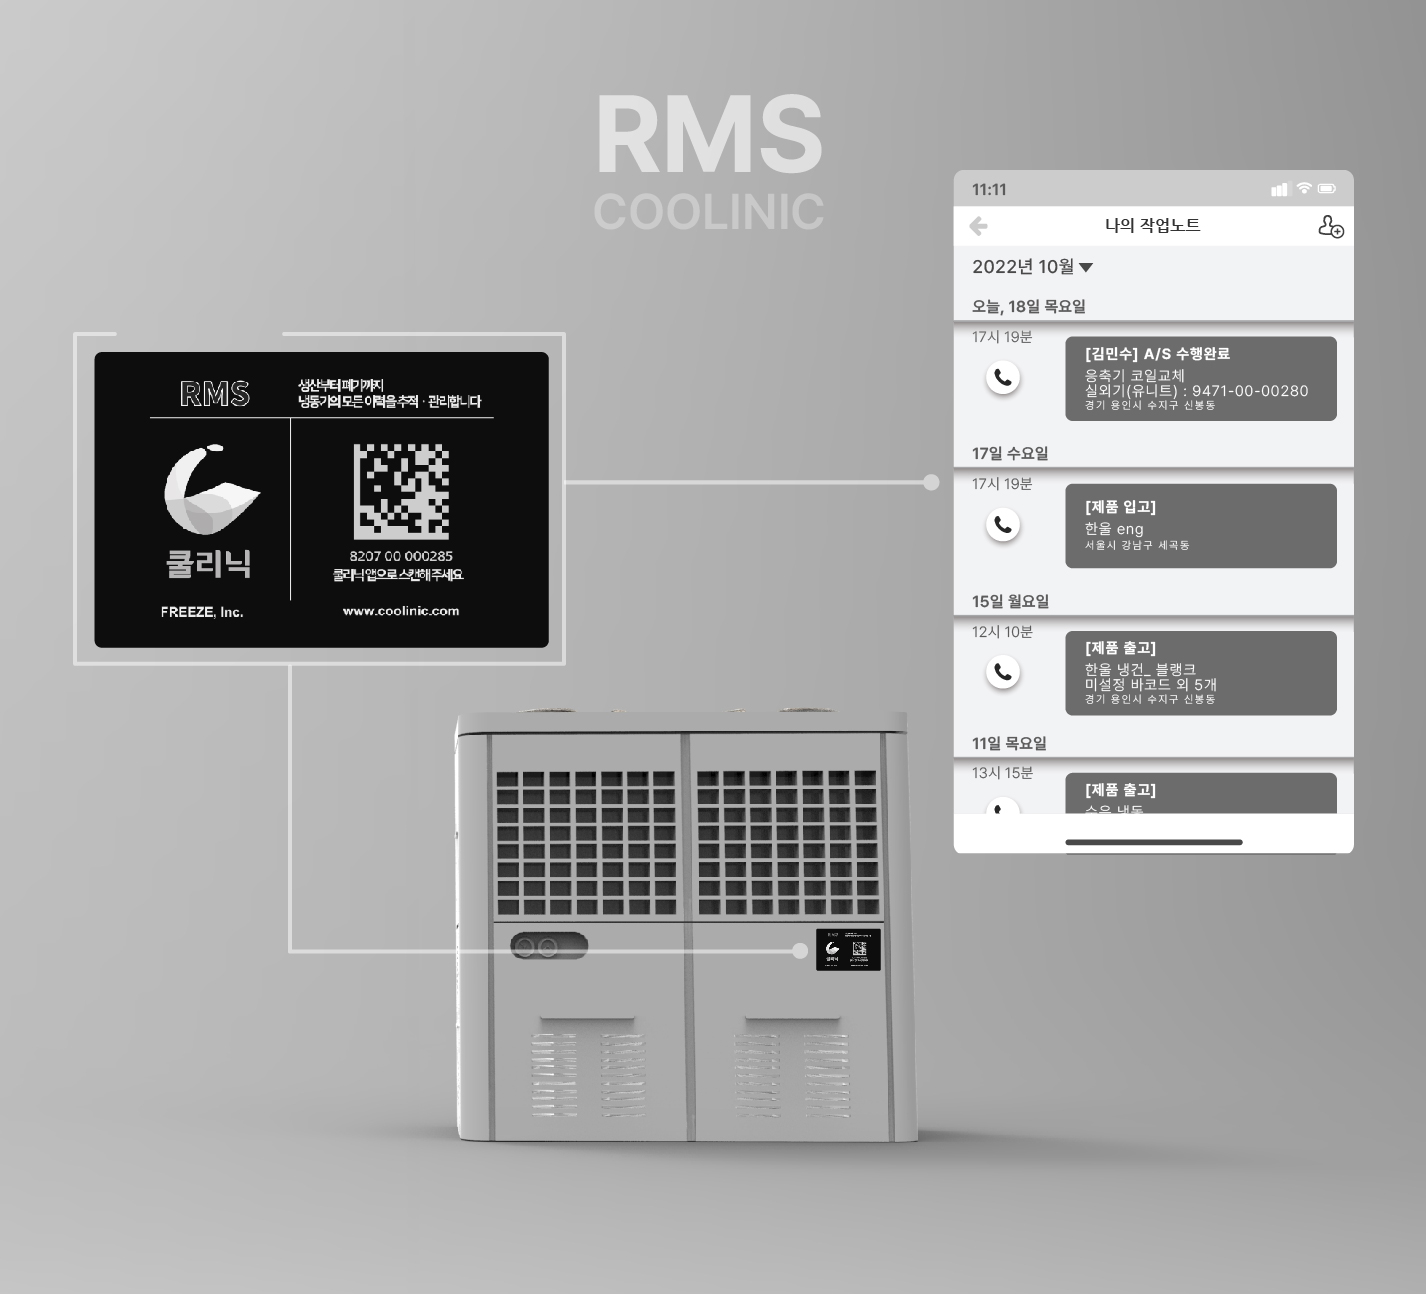 RMS
COOLINIC
RMS
생산부터 폐기까지
냉동기의 모든 이력을 추적 · 관리합니다
쿨리닉
8207 00 000285
쿨리닉 앱으로 스캔해 주세요.
FREEZE, Inc.
www.coolinic.com
11:11
나의 작업노트
2022년 10월
오늘, 18일 목요일
17시 19분
[김민수] A/S 수행완료
응축기 코일교체
실외기(유니트) : 9471-00-00280
경기 용인시 수지구 신봉동
17일 수요일
17시 19분
[제품 입고]
한울 eng
서울시 강남구 세곡동
15일 월요일
12시 10분
[제품 출고]
한울 냉건_ 블랭크
미설정 바코드 외 5개
경기 용인시 수지구 신봉동
11일 목요일
13시 15분
[제품 출고]